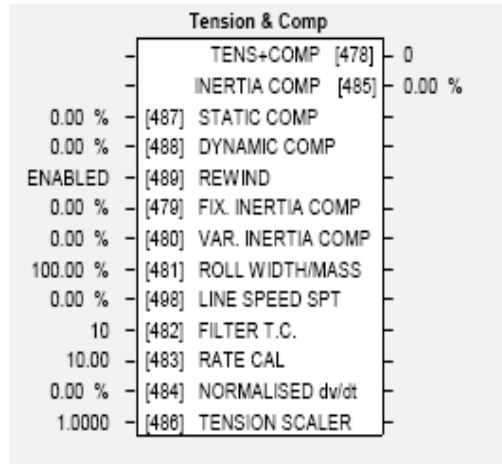 Tension & Comp
TENS+COMP [478] 0
INERTIA COMP [485] 0.00 %
0.00 % [487] STATIC COMP
0.00 % [488] DYNAMIC COMP
ENABLED [489] REWIND
0.00 % [479] FIX. INERTIA COMP
0.00 % [480] VAR. INERTIA COMP
100.00 % [481] ROLL WIDTH/MASS
0.00 % [498] LINE SPEED SPT
10 [482] FILTER T.C.
10.00 [483] RATE CAL
0.00 % [484] NORMALISED dv/dt
1.0000 [486] TENSION SCALER